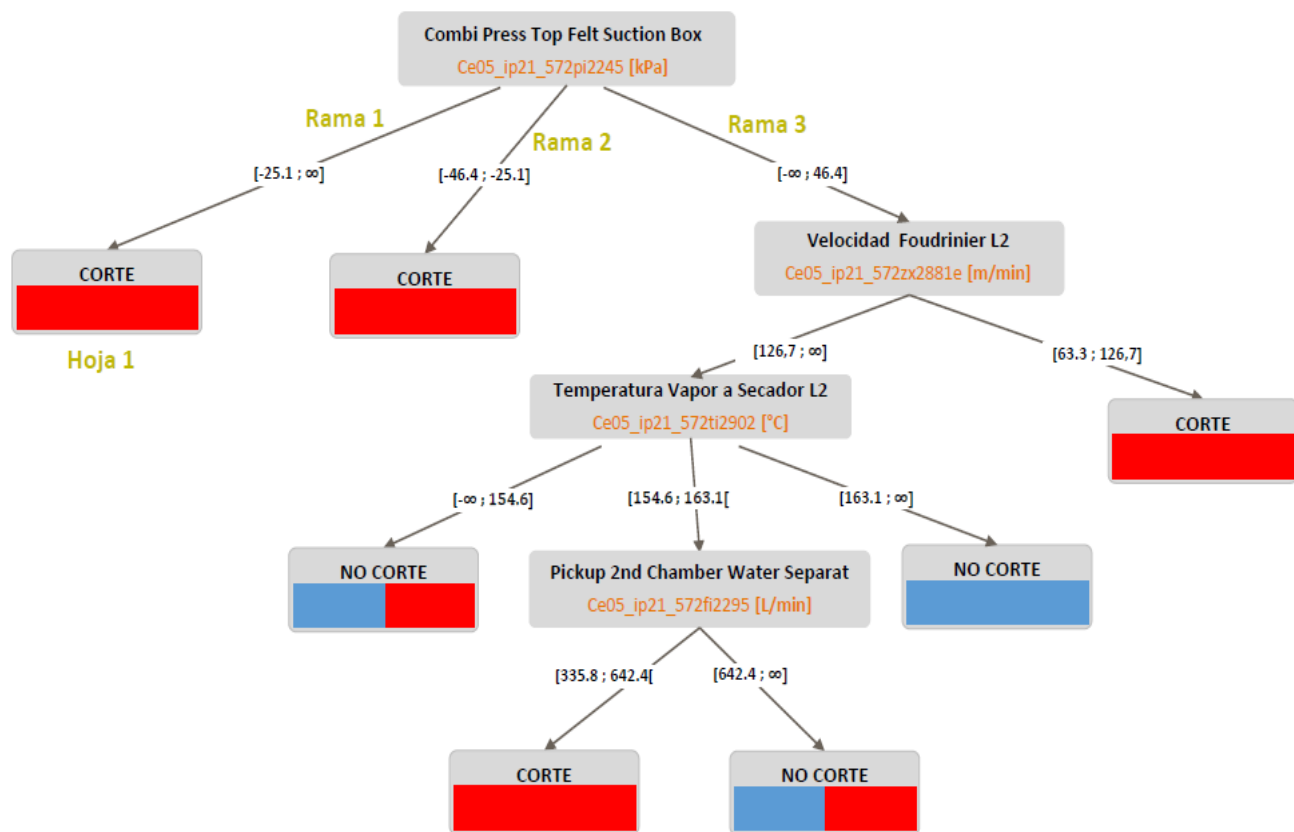 Combi Press Top Felt Suction Box
Ce05_ip21_572pi2245 [kPa]
Rama 1
Rama 2
Rama 3
[-25.1 ; ∞]
[-46.4 ; -25.1]
[-∞ ; 46.4]
Velocidad Foudrinier L2
Ce05_ip21_572zx2881e [m/min]
CORTE
CORTE
Hoja 1
[126,7 ; ∞]
[63.3 ; 126,7]
Temperatura Vapor a Secador L2
Ce05_ip21_572ti2902 [°C]
CORTE
[-∞ ; 154.6]
[154.6 ; 163.1[
[163.1 ; ∞]
NO CORTE
Pickup 2nd Chamber Water Separat
Ce05_ip21_572fi2295 [L/min]
NO CORTE
[335.8 ; 642.4[
[642.4 ; ∞]
CORTE
NO CORTE